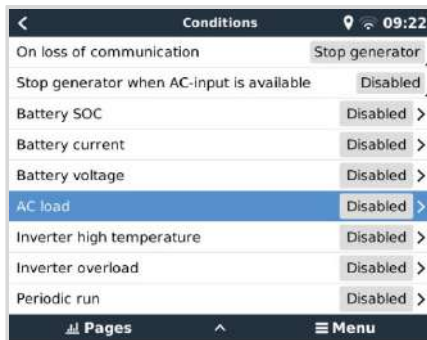 Conditions 09:22
On loss of communication Stop generator
Stop generator when AC-input is available Disabled
Battery SOC Disabled
Battery current Disabled
Battery voltage Disabled
AC load Disabled
Inverter high temperature Disabled
Inverter overload Disabled
Periodic run Disabled
Pages Menu